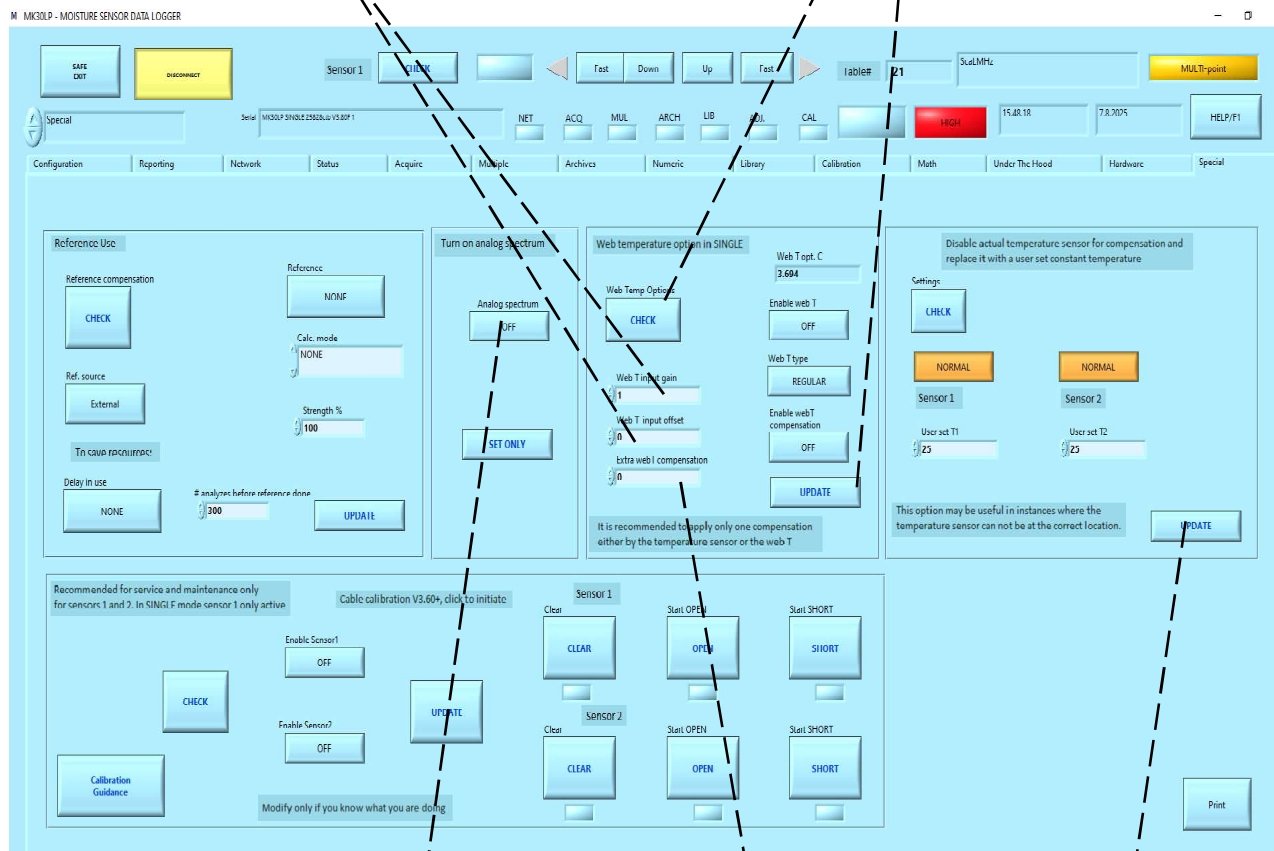 M MK30LP - MOISTURE SENSOR DATA LOGGER
SAFE
EXIT
DISCONNECT
Sensor 1
CHECK
Fast
Down
Up
Fast
Table#
21
ScaLMHz
MULTI-point
Special
Serial
NET
ACQ
MUL
ARCH
LIB
ADJ.
CAL
HIGH
15.48.18
7.8.2025
HELP/F1
Configuration
Reporting
Network
Status
Acquire
Multiple
Archives
Numeric
Library
Calibration
Math
Under The Hood
Hardware
Special
Reference Use
Reference compensation
CHECK
Reference
NONE
Calc. mode
NONE
Ref. source
External
Strength %
100
To save resources:
Delay in use
NONE
# analyzes before reference done
300
UPDATE
Turn on analog spectrum
Analog spectrum
OFF
SET ONLY
Web temperature option in SINGLE
Web T opt. C
3.694
Web Temp Options
CHECK
Enable web T
OFF
Web T input gain
1
Web T type
REGULAR
Web T input offset
0
Enable webT
compensation
OFF
Extra webT compensation
0
UPDATE
It is recommended to apply only one compensation
either by the temperature sensor or the web T
Disable actual temperature sensor for compensation and
replace it with a user set constant temperature
Settings
CHECK
NORMAL
NORMAL
Sensor 1
Sensor 2
User set T1
25
User set T2
25
This option may be useful in instances where the
temperature sensor can not be at the correct location.
UPDATE
Recommended for service and maintenance only
for sensors 1 and 2. In SINGLE mode sensor 1 only active
Cable calibration V3.60+, click to initiate
Enable Sensor1
OFF
CHECK
UPDATE
Enable Sensor2
OFF
Calibration
Guidance
Modify only if you know what you are doing
Sensor 1
Clear
CLEAR
Start OPEN
OPEN
Start SHORT
SHORT
Sensor 2
Clear
CLEAR
Start OPEN
OPEN
Start SHORT
SHORT
Print